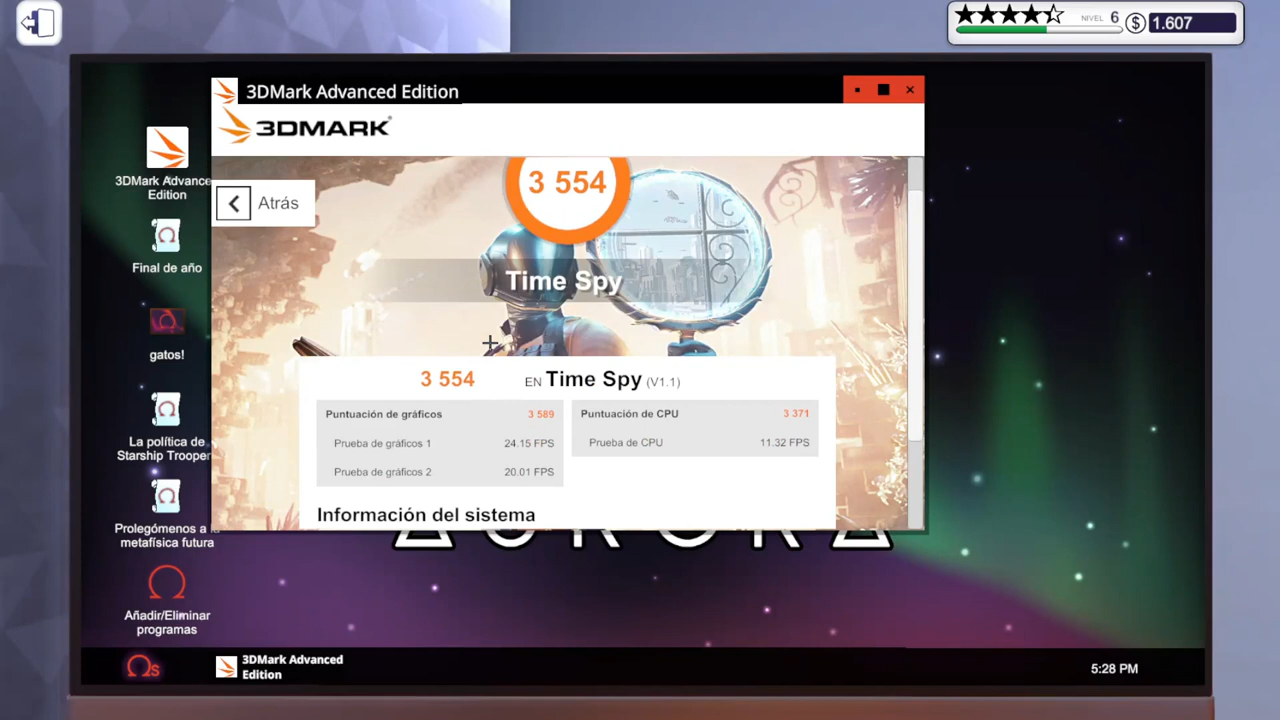 NIVEL 6
$ 1.607
3DMark Advanced Edition
3DMARK
3 554
Atrás
Time Spy
3 554 EN Time Spy (V1.1)
Puntuación de gráficos 3 589
Prueba de gráficos 1 24.15 FPS
Prueba de gráficos 2 20.01 FPS
Puntuación de CPU 3 371
Prueba de CPU 11.32 FPS
Información del sistema
3DMark Advance
Edition
Final de año
gatos!
La política de
Starship Trooper
Prolegómenos a l
metafísica futura
Añadir/Eliminar
programas
Ωs
3DMark Advanced
Edition
5:28 PM